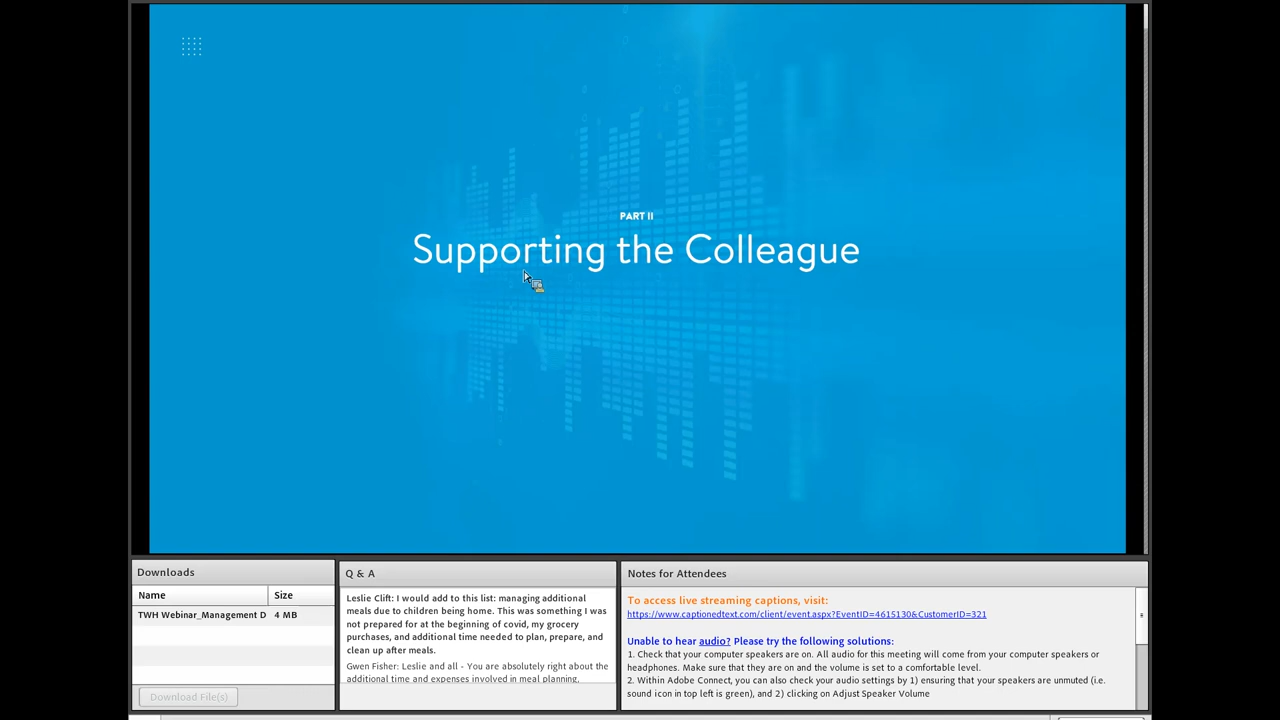 PART II
Supporting the Colleague
Downloads
Name Size
TWH Webinar_Management D 4 MB
Download File(s)
Q & A
Leslie Clift: I would add to this list: managing additional
meals due to children being home. This was something I was
not prepared for at the beginning of covid, my grocery
purchases, and additional time needed to plan, prepare, and
clean up after meals.
Gwen Fisher: Leslie and all - You are absolutely right about the
additional time and expenses involved in meal planning,
Notes for Attendees
To access live streaming captions, visit:
https://www.captionedtext.com/client/event.aspx?EventID=4615130&CustomerID=321
Unable to hear audio? Please try the following solutions:
1. Check that your computer speakers are on. All audio for this meeting will come from your computer speakers or
headphones. Make sure that they are on and the volume is set to a comfortable level.
2. Within Adobe Connect, you can also check your audio settings by 1) ensuring that your speakers are unmuted (i.e.
sound icon in top left is green), and 2) clicking on Adjust Speaker Volume